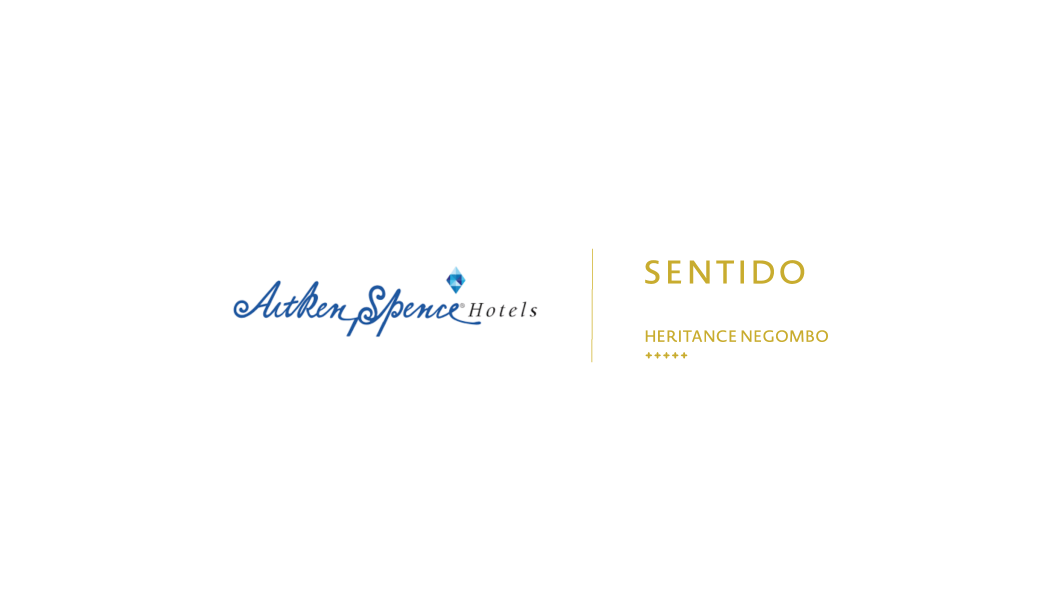 Aitken Spence® Hotels
SENTIDO
HERITANCE NEGOMBO
+++++